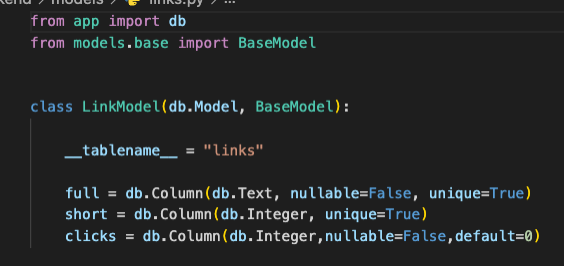 models links.py
from app import db
from models.base import BaseModel
class LinkModel(db.Model, BaseModel):
__tablename__ = "links"
full = db.Column(db.Text, nullable=False, unique=True)
short = db.Column(db.Integer, unique=True)
clicks = db.Column(db.Integer,nullable=False,default=0)